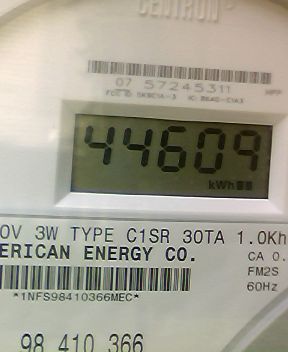 CENTRON
07 57245311
44609
kWh
0V 3W TYPE C1SR 30TA 1.0Kh
ERICAN ENERGY CO.
CA 0.
FM2S
*1NFS98410366MEC*
60Hz
98 410 366